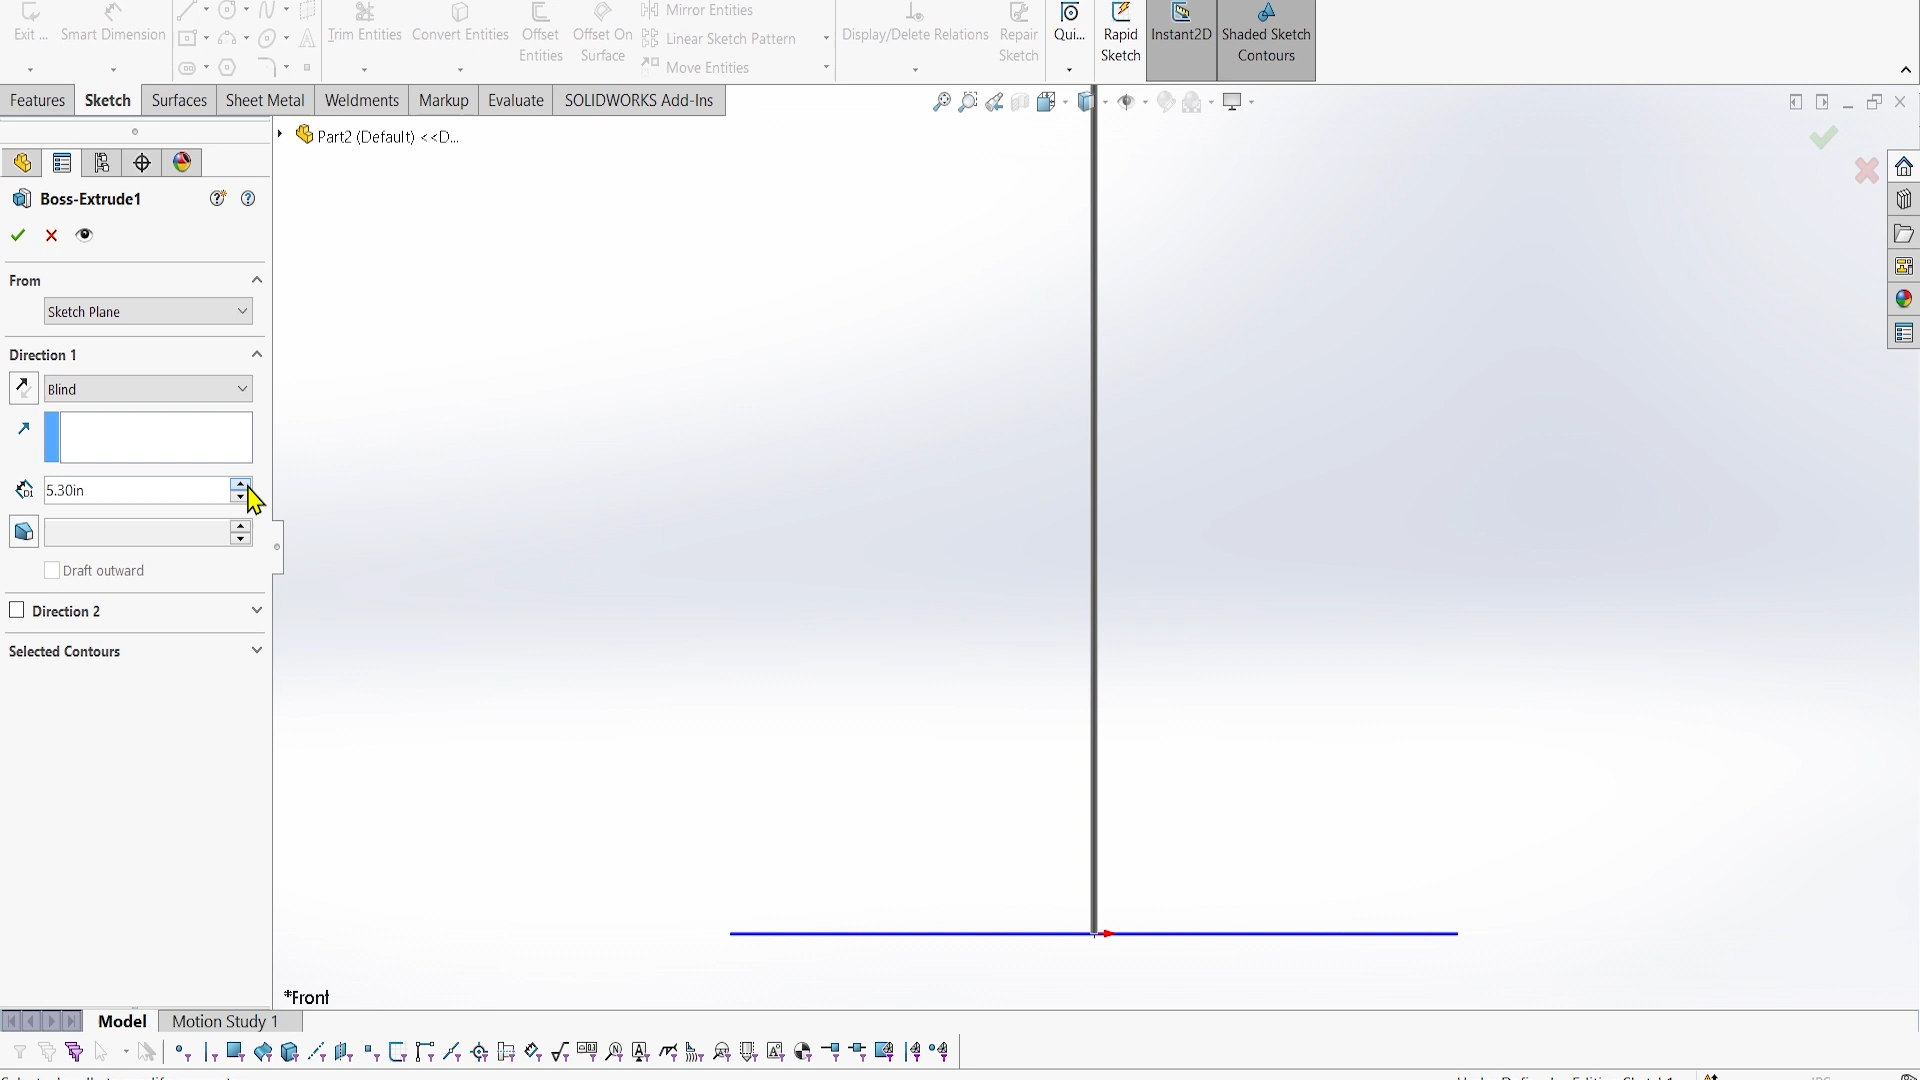 Exit ...
Smart Dimension
Trim Entities
Convert Entities
Offset
Entities
Offset On
Surface
Mirror Entities
Linear Sketch Pattern
Move Entities
Display/Delete Relations
Repair
Sketch
Qui...
Rapid
Sketch
Instant2D
Shaded Sketch
Contours
Features
Sketch
Surfaces
Sheet Metal
Weldments
Markup
Evaluate
SOLIDWORKS Add-Ins
Part2 (Default) <<D...
Boss-Extrude1
From
Sketch Plane
Direction 1
Blind
5.30in
Draft outward
Direction 2
Selected Contours
*Front
Model
Motion Study 1